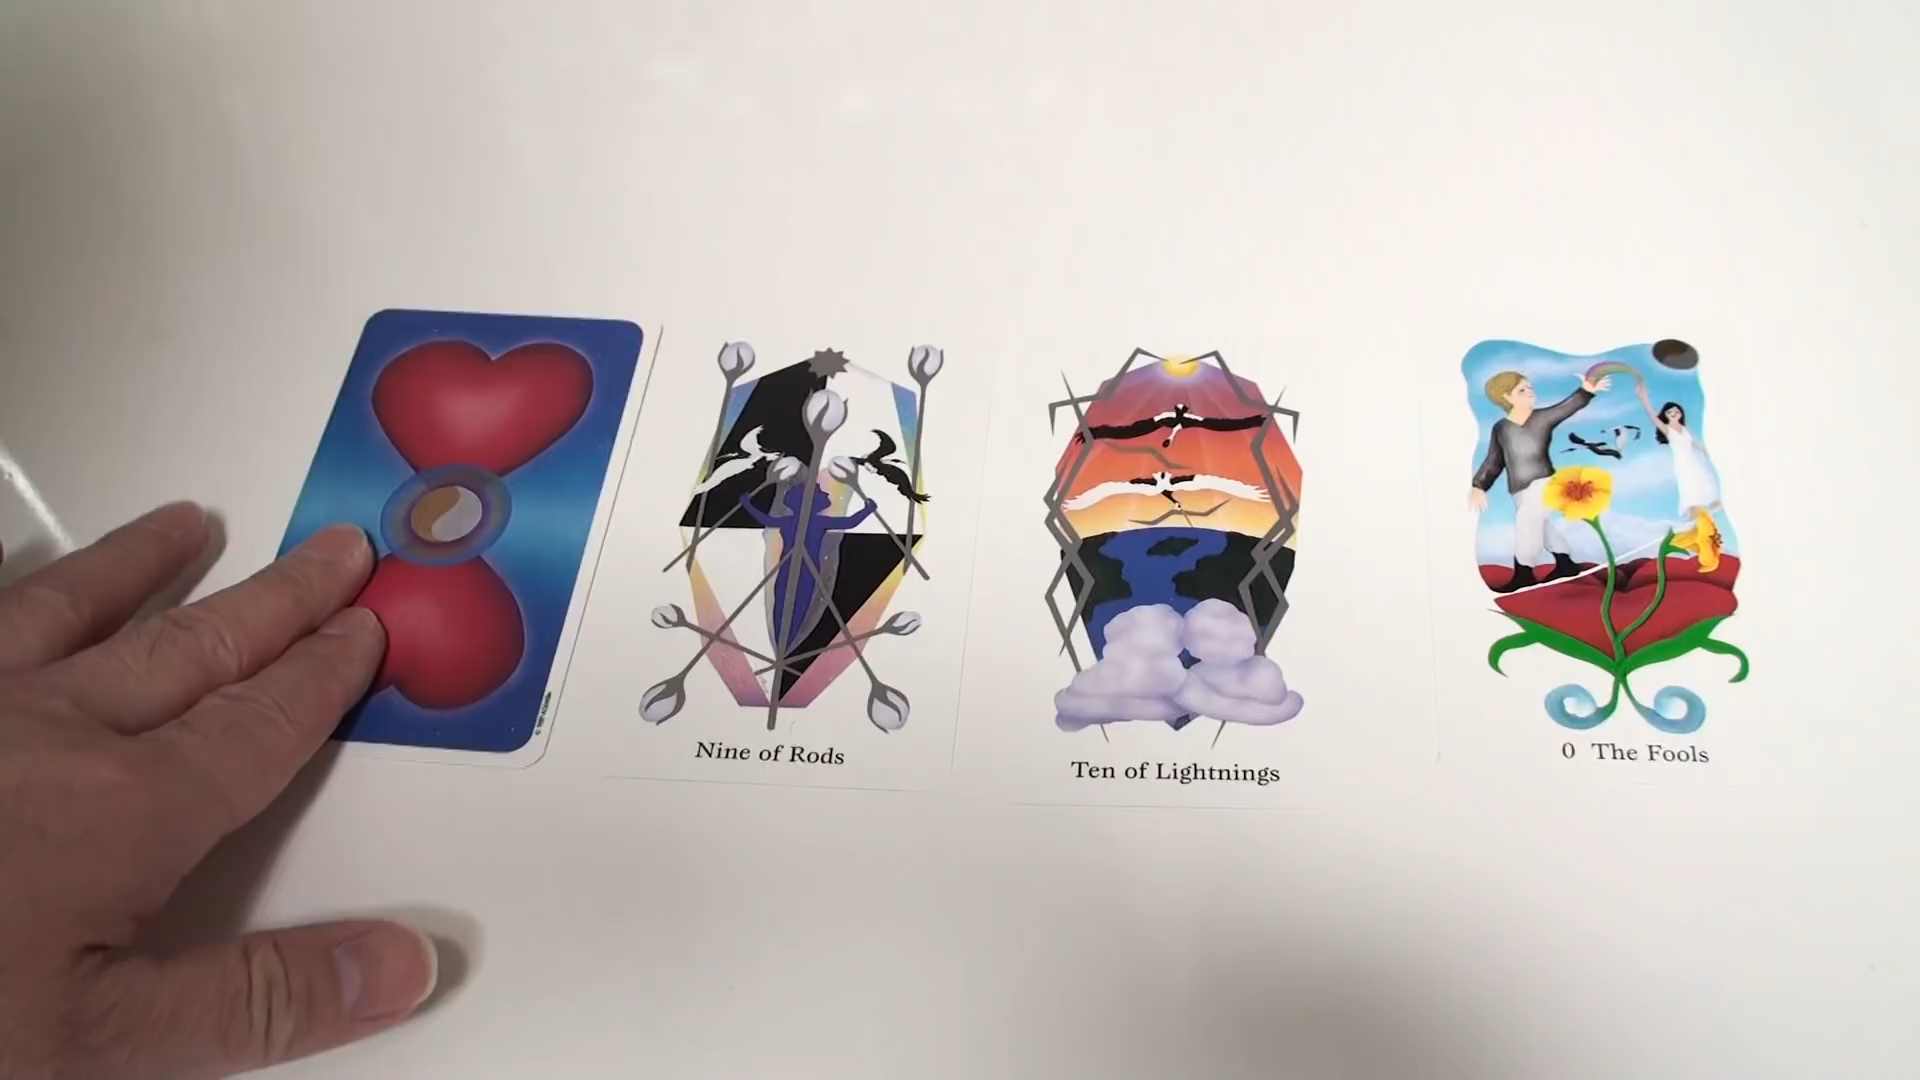 Nine of Rods
Ten of Lightnings
0 The Fools